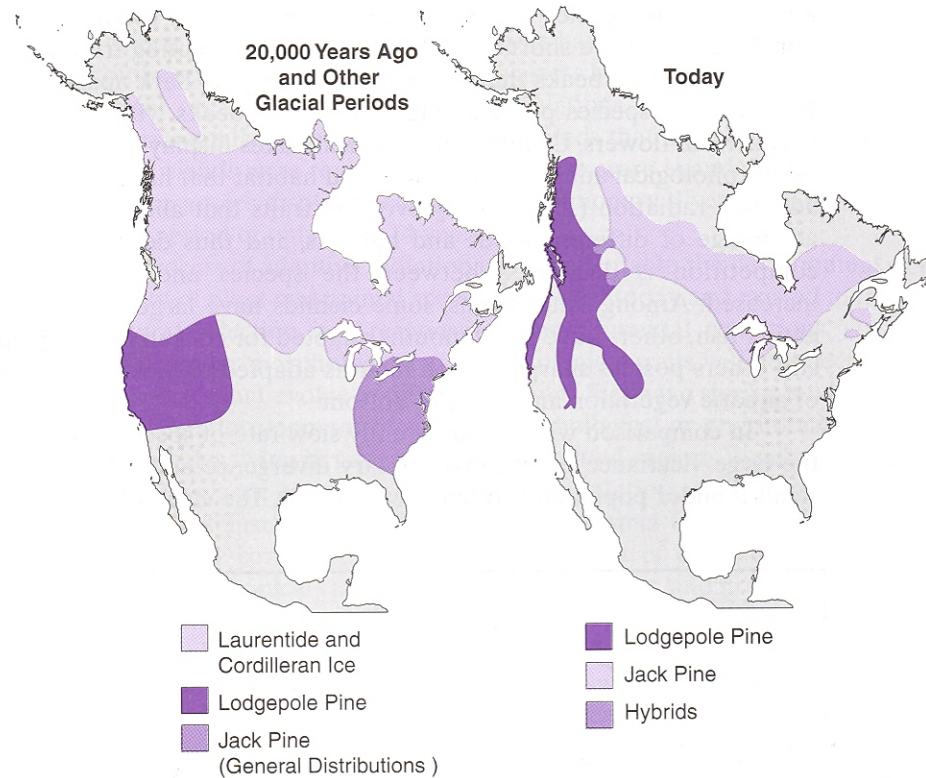 20,000 Years Ago
and Other
Glacial Periods
Today
Laurentide and
Cordilleran Ice
Lodgepole Pine
Jack Pine
(General Distributions )
Lodgepole Pine
Jack Pine
Hybrids